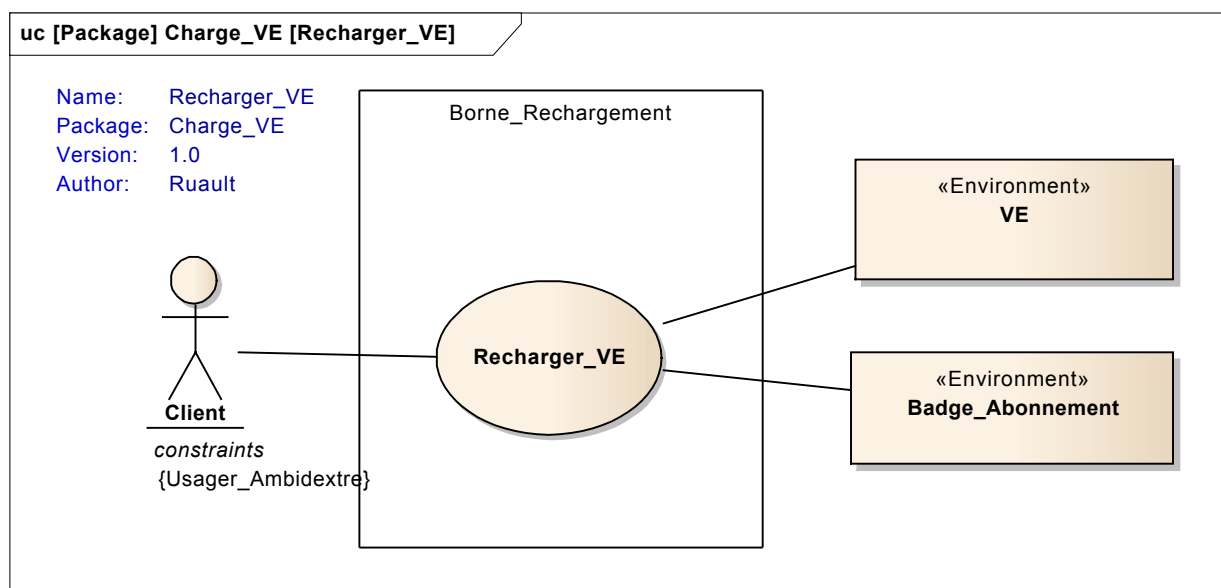 uc [Package] Charge_VE [Recharger_VE]
Name: Recharger_VE
Package: Charge_VE
Version: 1.0
Author: Ruault
Borne_Rechargement
«Environment»
VE
Recharger_VE
«Environment»
Badge_Abonnement
Client
constraints
{Usager_Ambidextre}